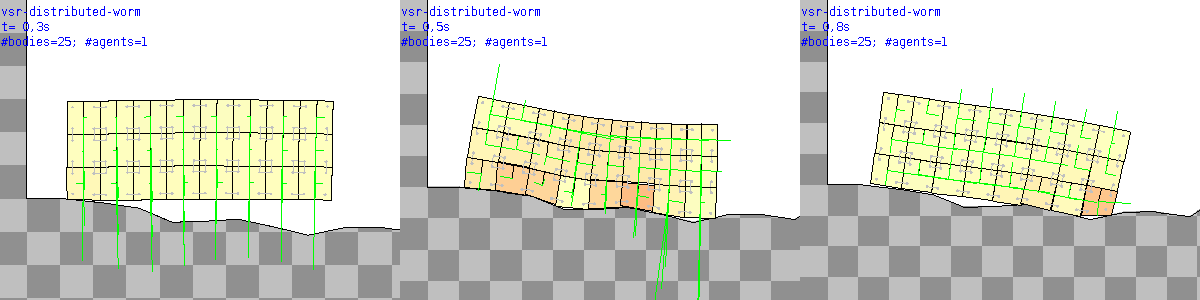 vsr-distributed-worm
t= 0,3s
#bodies=25; #agents=1
vsr-distributed-worm
t= 0,5s
#bodies=25; #agents=1
vsr-distributed-worm
t= 0,8s
#bodies=25; #agents=1